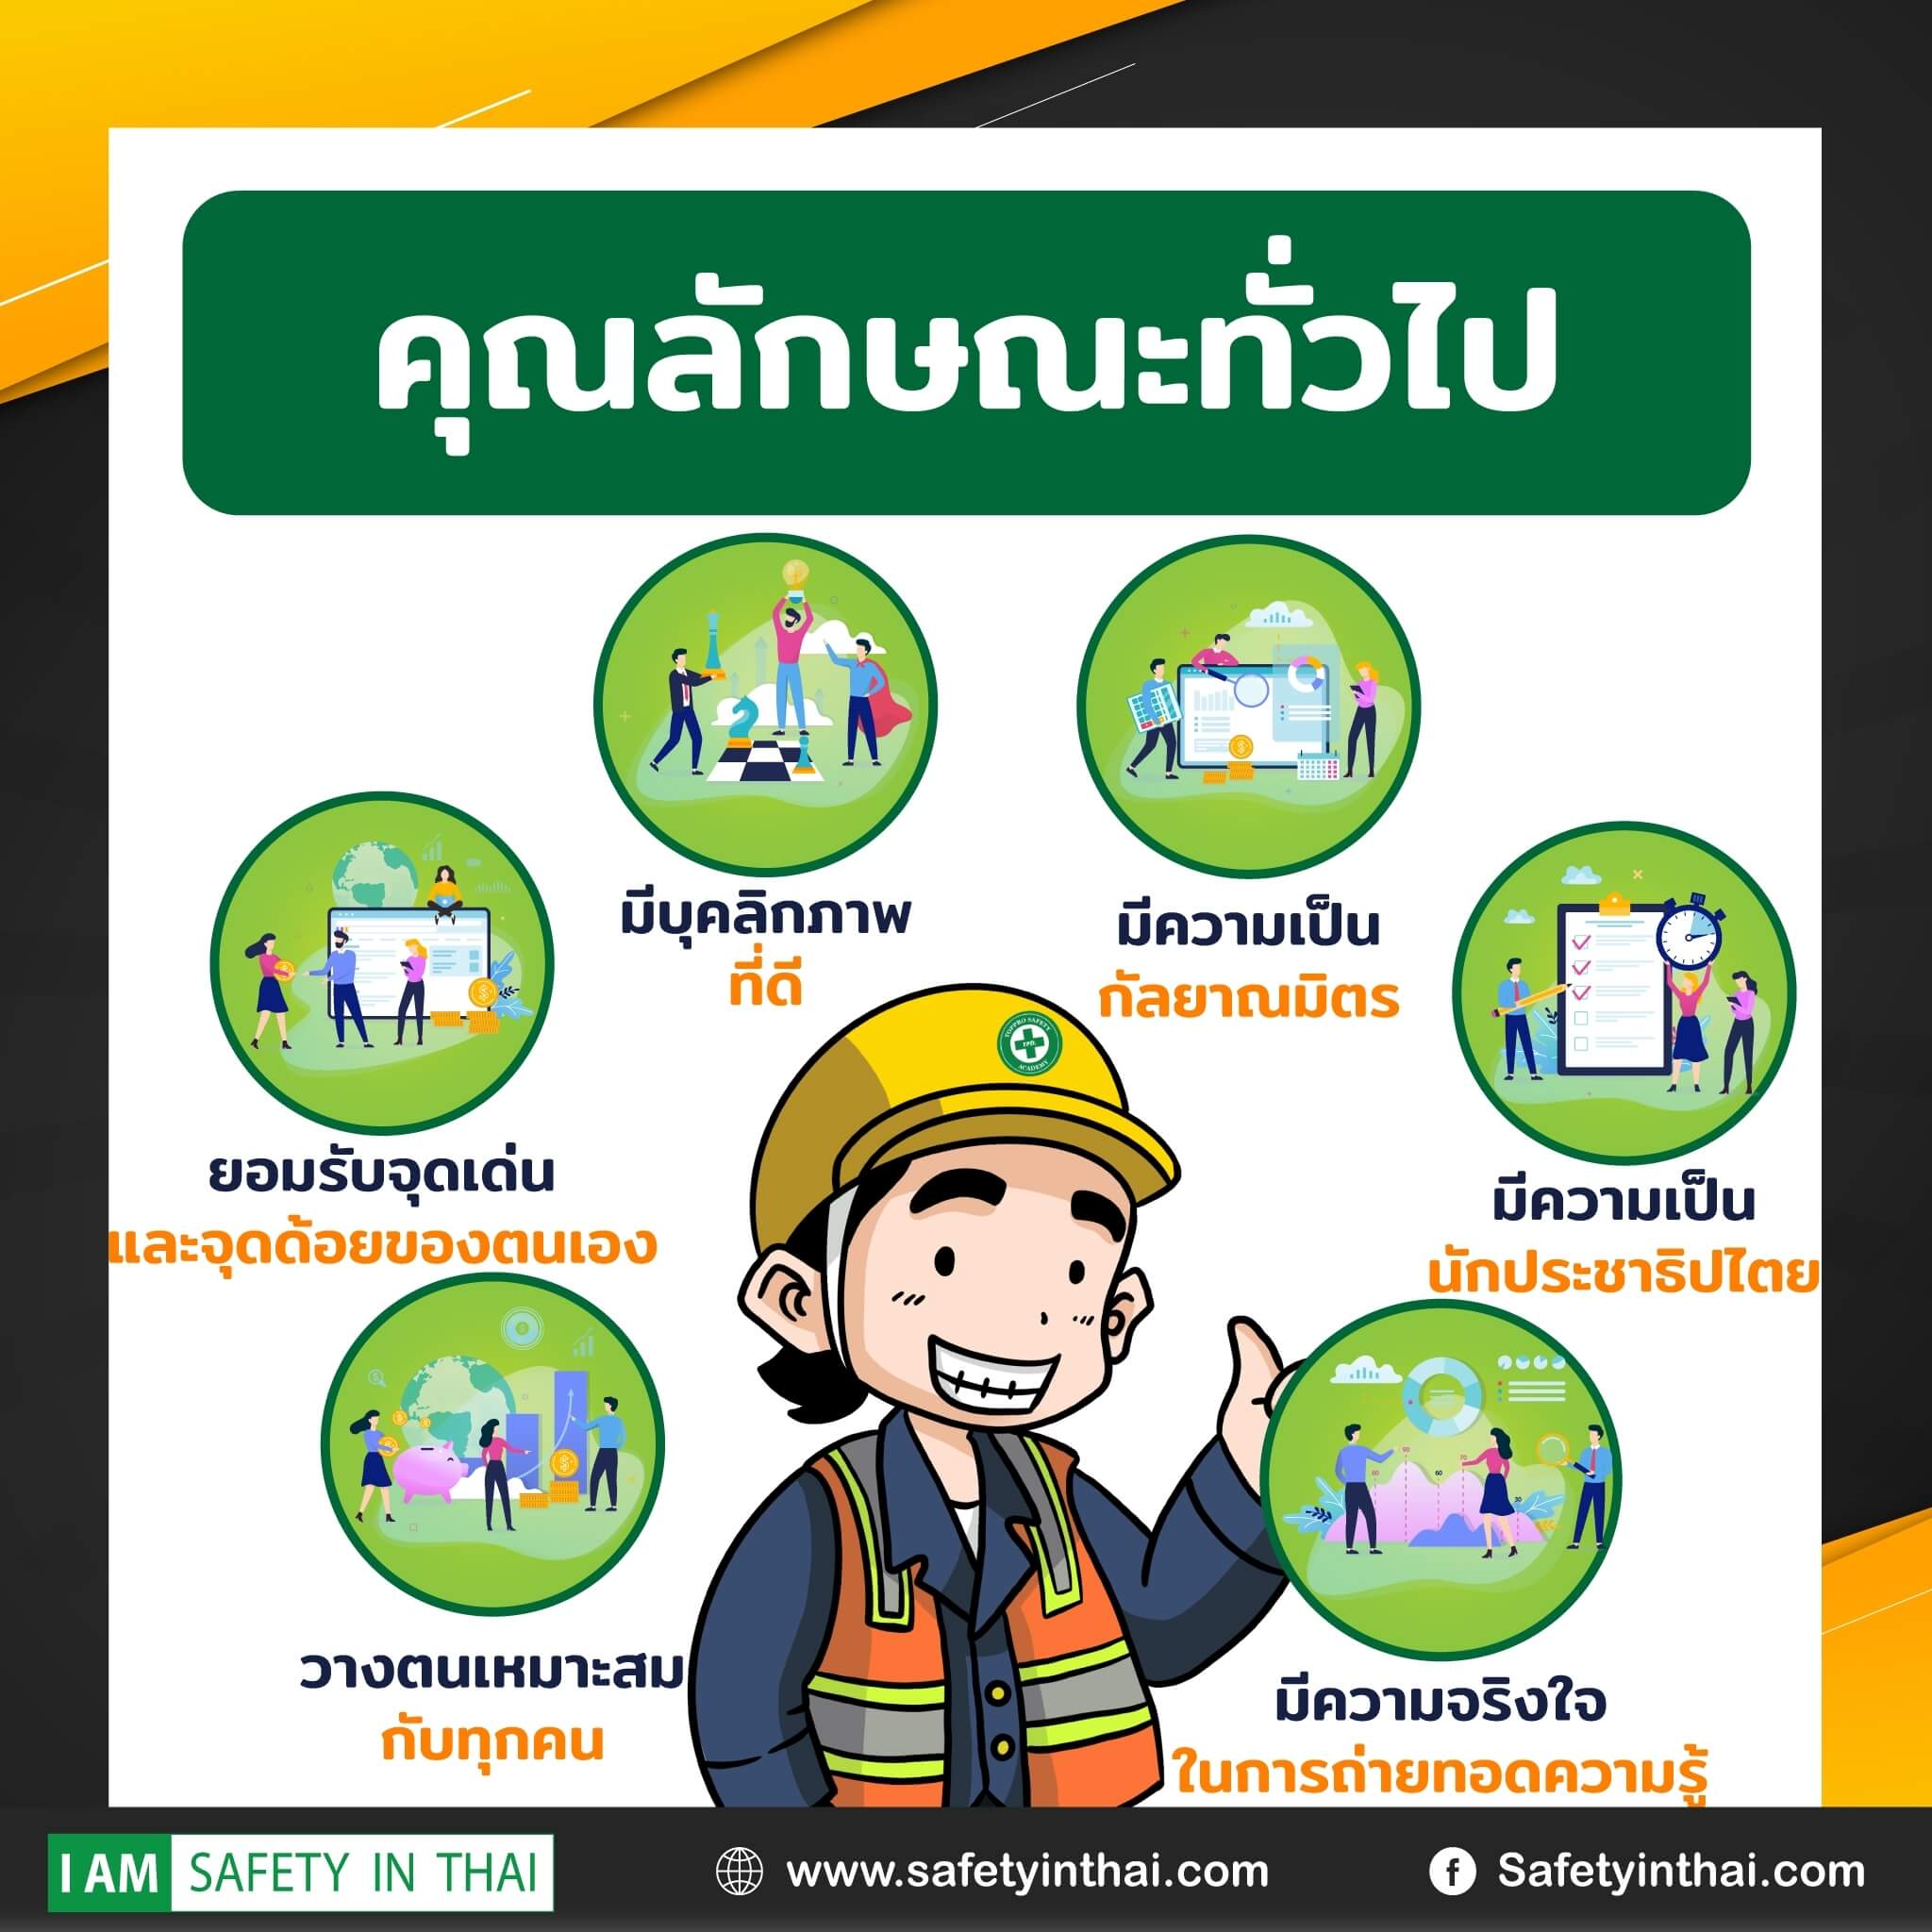 คุณลักษณะทั่วไป
มีบุคลิกภาพ
ที่ดี
มีความเป็น
กัลยาณมิตร
ยอมรับจุดเด่น
และจุดด้อยของตนเอง
มีความเป็น
นักประชาธิปไตย
วางตนเหมาะสม
กับทุกคน
มีความจริงใจ
ในการถ่ายทอดความรู้
TOPPRO SAFETY
ACADEMY
I AM SAFETY IN THAI
www.safetyinthai.com
Safetyinthai.com